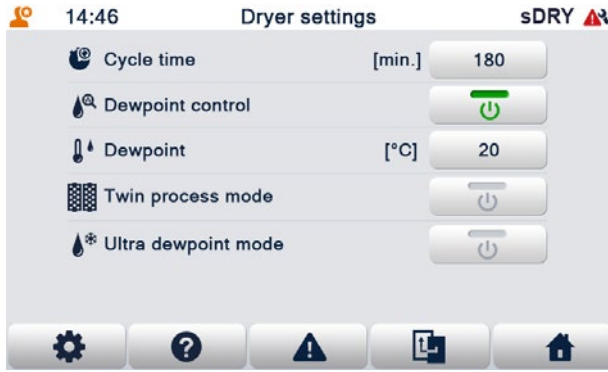 14:46 Dryer settings sDRY
Cycle time [min.] 180
Dewpoint control
Dewpoint [°C] 20
Twin process mode
Ultra dewpoint mode